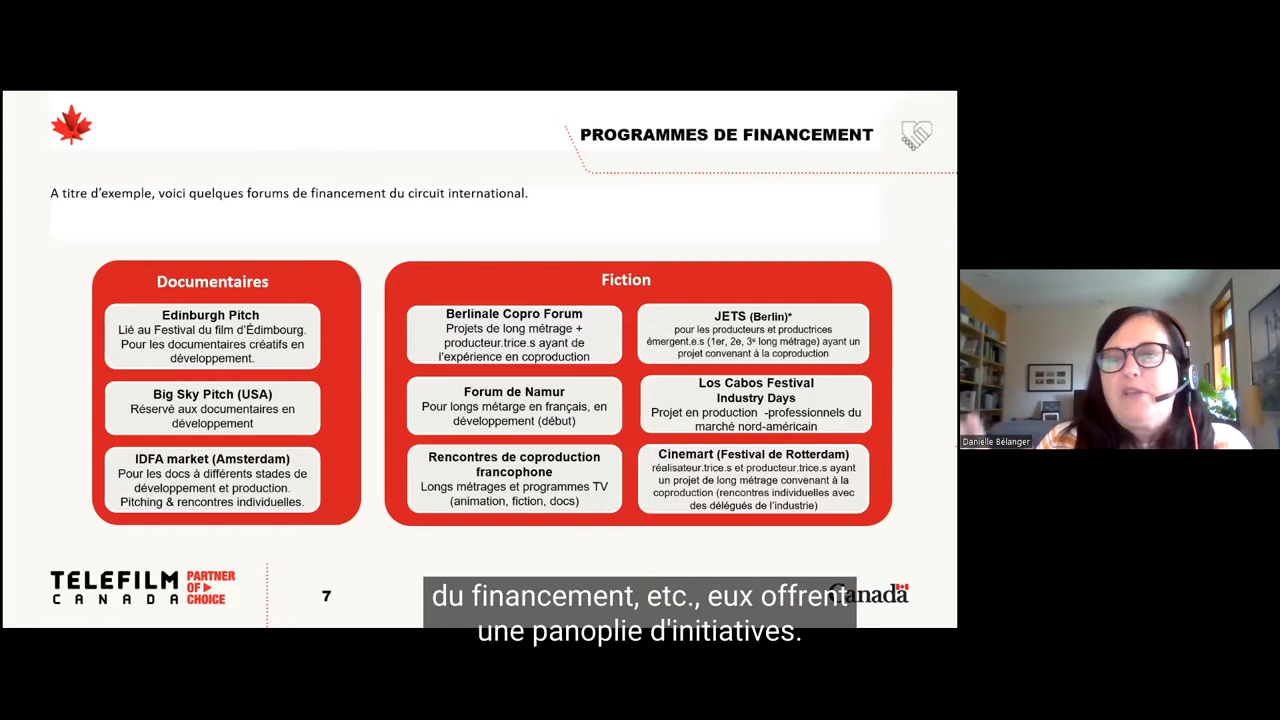 PROGRAMMES DE FINANCEMENT
A titre d'exemple, voici quelques forums de financement du circuit international.
Documentaires
Edinburgh Pitch
Lié au Festival du film d'Édimbourg.
Pour les documentaires créatifs en
développement.
Big Sky Pitch (USA)
Réservé aux documentaires en
développement
IDFA market (Amsterdam)
Pour les docs à différents stades de
développement et production.
Pitching & rencontres individuelles.
Fiction
Berlinale Copro Forum
Projets de long métrage +
producteur.trice.s ayant de
l'expérience en coproduction
Forum de Namur
Pour longs métarge en français, en
développement (début)
Rencontres de coproduction
francophone
Longs métrages et programmes TV
(animation, fiction, docs)
JETS (Berlin)*
pour les producteurs et productrices
émergent.e.s (1er, 2e, 3e long métrage) ayant un
projet convenant à la coproduction
Los Cabos Festival
Industry Days
Projet en production -professionnels du
marché nord-américain
Cinemart (Festival de Rotterdam)
réalisateur.trice.s et producteur.trice.s ayant
un projet de long métrage convenant à la
coproduction (rencontres individuelles avec
des délégués de l'industrie)
TELEFILM
CANADA
PARTNER
OF
CHOICE
7
Canada
du financement, etc., eux offrent
une panoplie d'initiatives.
Danielle Bélanger